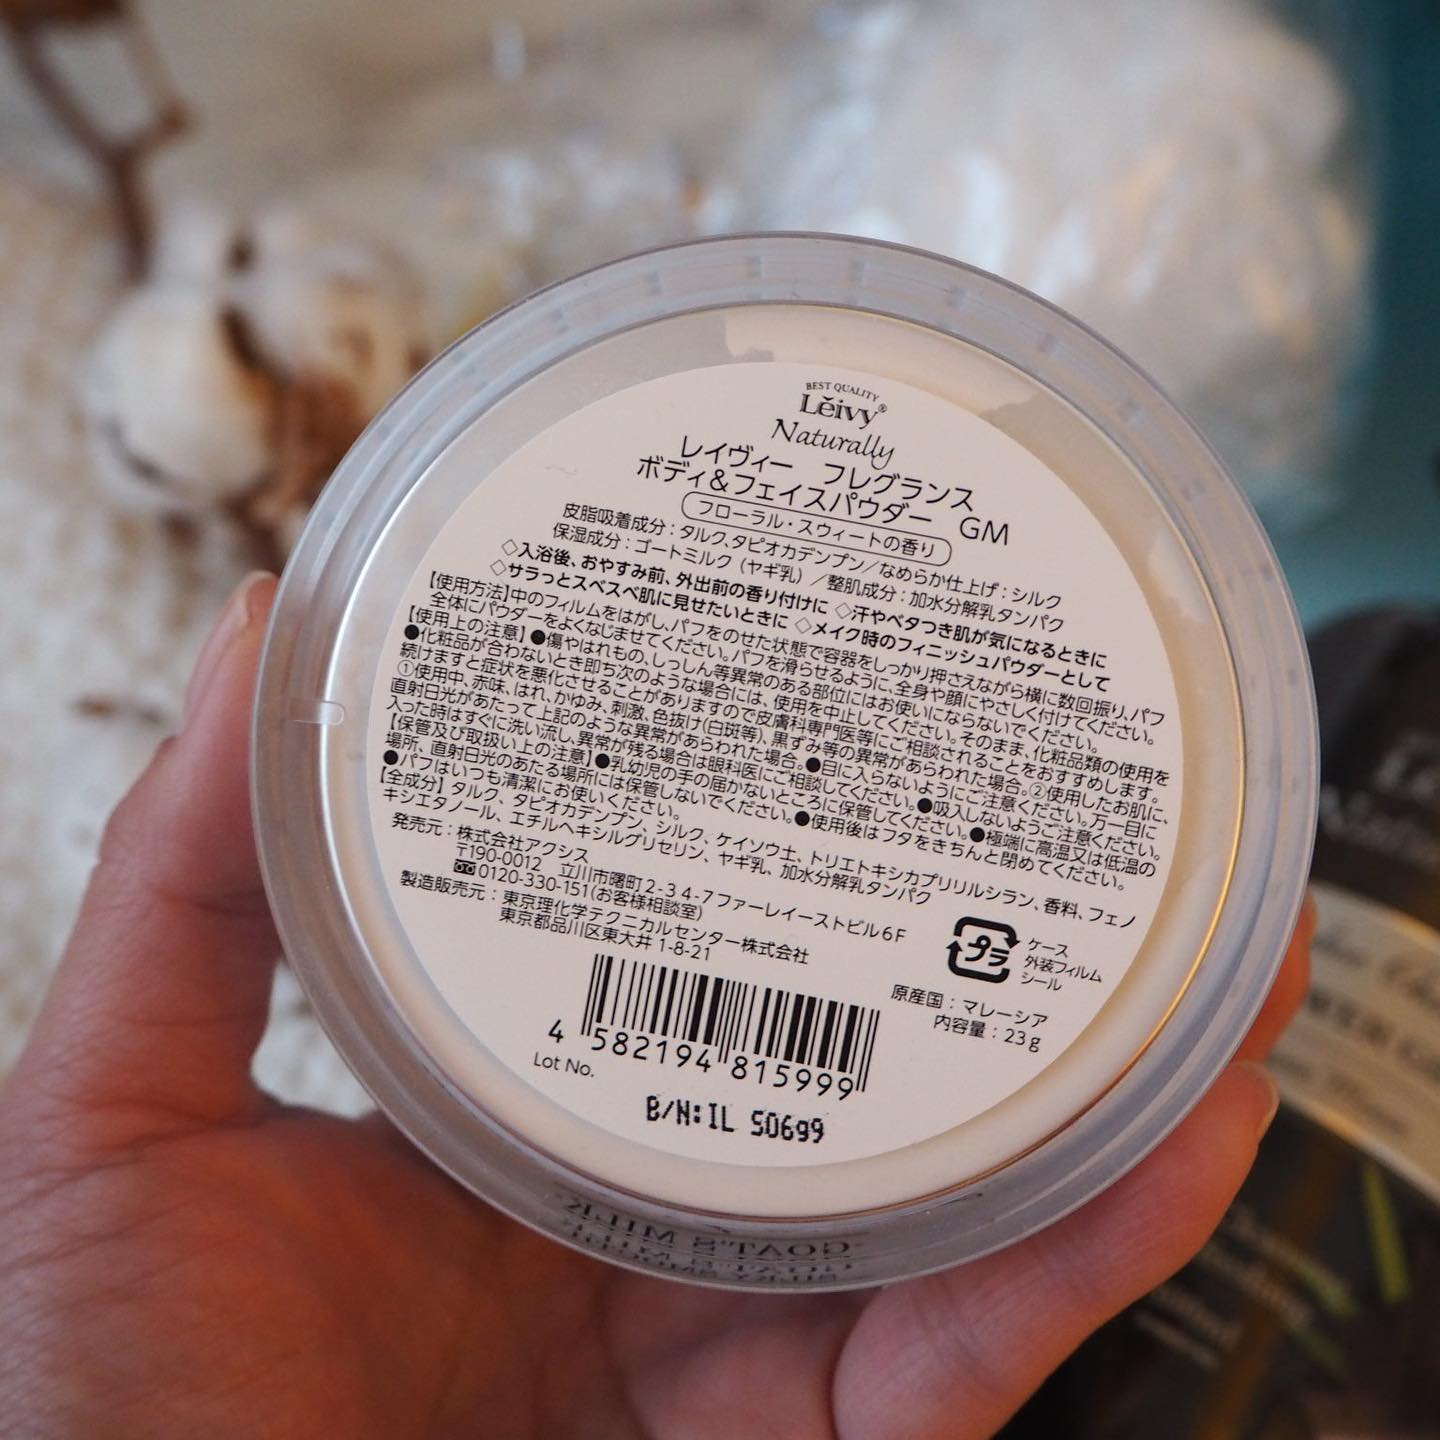 BEST QUALITY
Lěivy®
Naturally
レイヴィー フレグランス
ボディ&フェイスパウダー GM
フローラル・スウィートの香り
皮脂吸着成分：タルク、タピオカデンプン／なめらか仕上げ：シルク
保湿成分：ゴートミルク（ヤギ乳）／整肌成分：加水分解乳タンパク
◇入浴後、おやすみ前、外出前の香り付けに ◇汗やベタつき肌が気になるときに
◇サラっとスベスベ肌に見せたいときに ◇メイク時のフィニッシュパウダーとして
【使用方法】中のフィルムをはがし、パフをのせた状態で容器をしっかり押さえながら横に数回振り、パフ
全体にパウダーをよくなじませてください。パフを滑らせるように、全身や顔にやさしく付けてください。
【使用上の注意】●傷やはれもの、しっしん等異常のある部位にはお使いにならないでください。
●化粧品が合わないとき即ち次のような場合には、使用を中止してください。そのまま、化粧品類の使用を
続けますと症状を悪化させることがありますので皮膚科専門医等にご相談されることをおすすめします。
①使用中、赤味、はれ、かゆみ、刺激、色抜け(白斑等)、黒ずみ等の異常があらわれた場合。②使用したお肌に、
直射日光があたって上記のような異常があらわれた場合。●目に入らないようにご注意ください。万一目に
入った時はすぐに洗い流し、異常が残る場合は眼科医にご相談してください。●吸入しないようご注意ください。
【保管及び取扱い上の注意】●乳幼児の手の届かないところに保管してください。●極端に高温又は低温の
場所、直射日光のあたる場所には保管しないでください。●使用後はフタをきちんと閉めてください。
●パフはいつも清潔にお使いください。
【全成分】タルク、タピオカデンプン、シルク、ケイソウ土、トリエトキシカプリリルシラン、香料、フェノ
キシエタノール、エチルヘキシルグリセリン、ヤギ乳、加水分解乳タンパク
発売元：株式会社アクシス
〒190-0012 立川市曙町2-34-7ファーレイーストビル6F
0120-330-151(お客様相談室)
製造販売元：東京理化学テクニカルセンター株式会社
東京都品川区東大井 1-8-21
プラ
ケース
外装フィルム
シール
原産国：マレーシア
内容量：23g
4 582194 815999
Lot No.
B/N:IL 50699
GOAT'S MILK